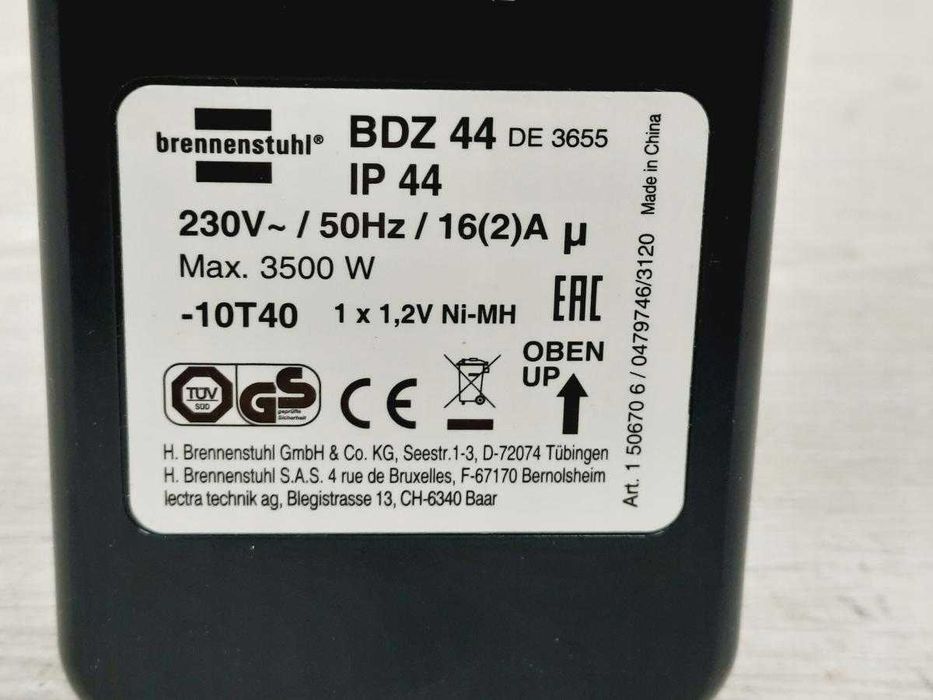 brennenstuhl®
BDZ 44 DE 3655
IP 44
230V~ / 50Hz / 16(2)A µ
Max. 3500 W
-10T40 1 x 1,2V Ni-MH EAC
OBEN
UP
TÜV
SÜD
GS
geprüfte
Sicherheit
CE
H. Brennenstuhl GmbH & Co. KG, Seestr.1-3, D-72074 Tübingen
H. Brennenstuhl S.A.S. 4 rue de Bruxelles, F-67170 Bernolsheim
lectra technik ag, Blegistrasse 13, CH-6340 Baar
Art. 1 50670 6 / 0479746/3120 Made in China